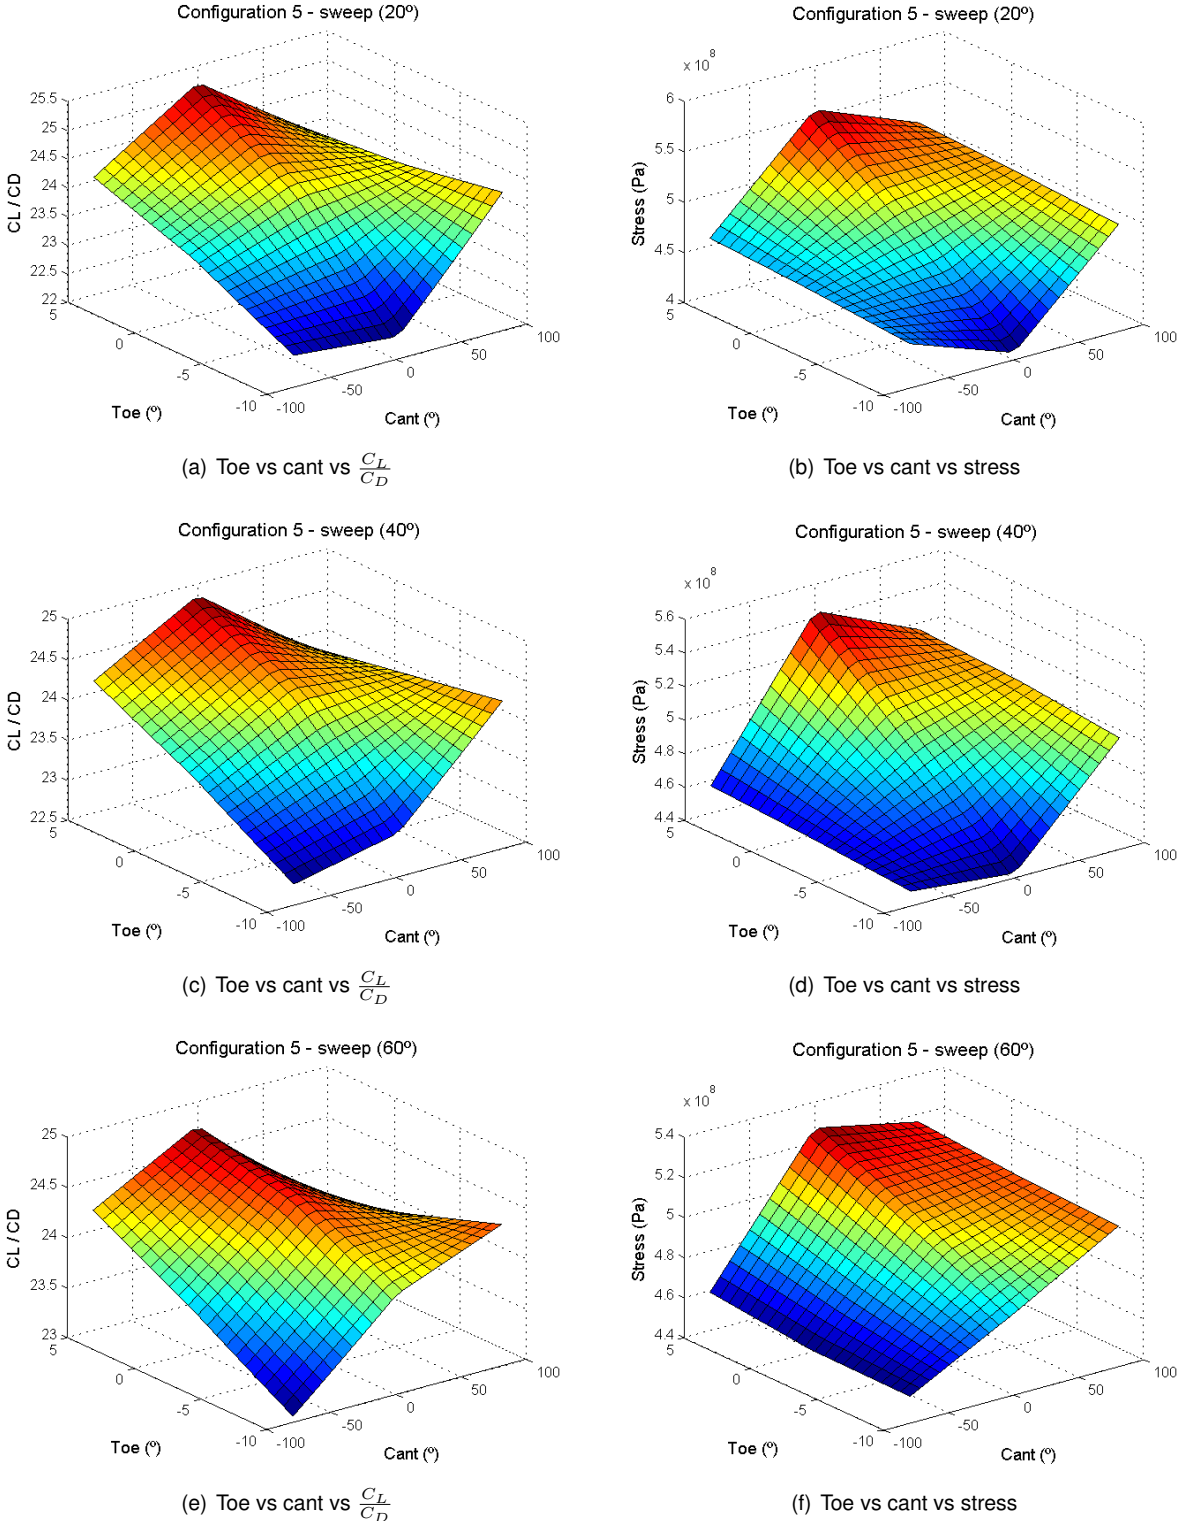 Configuration 5 - sweep (20º)
25.5
25
24.5
24
23.5
23
22.5
22
CL / CD
5
0
-5
-10
Toe (º)
-100
-50
0
50
100
Cant (º)
(a) Toe vs cant vs C_L/C_D
Configuration 5 - sweep (20º)
x 10^8
6
5.5
5
4.5
4
Stress (Pa)
5
0
-5
-10
Toe (º)
-100
-50
0
50
100
Cant (º)
(b) Toe vs cant vs stress
Configuration 5 - sweep (40º)
25
24.5
24
23.5
23
22.5
CL / CD
5
0
-5
-10
Toe (º)
-100
-50
0
50
100
Cant (º)
(c) Toe vs cant vs C_L/C_D
Configuration 5 - sweep (40º)
x 10^8
5.6
5.4
5.2
5
4.8
4.6
4.4
Stress (Pa)
5
0
-5
-10
Toe (º)
-100
-50
0
50
100
Cant (º)
(d) Toe vs cant vs stress
Configuration 5 - sweep (60º)
25
24.5
24
23.5
23
CL / CD
5
0
-5
-10
Toe (º)
-100
-50
0
50
100
Cant (º)
(e) Toe vs cant vs C_L/C_D
Configuration 5 - sweep (60º)
x 10^8
5.4
5.2
5
4.8
4.6
4.4
Stress (Pa)
5
0
-5
-10
Toe (º)
-100
-50
0
50
100
Cant (º)
(f) Toe vs cant vs stress